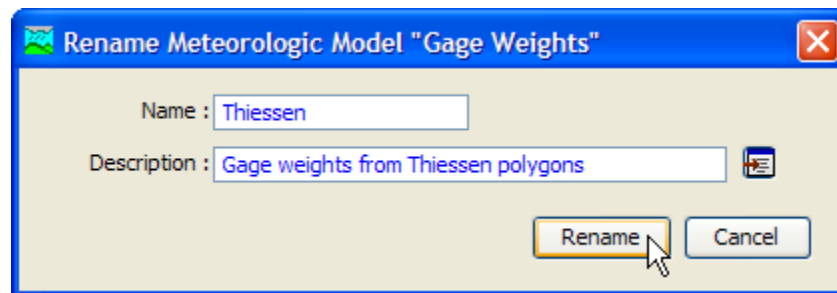 Rename Meteorologic Model "Gage Weights"
Name : Thiessen
Description : Gage weights from Thiessen polygons
Rename Cancel